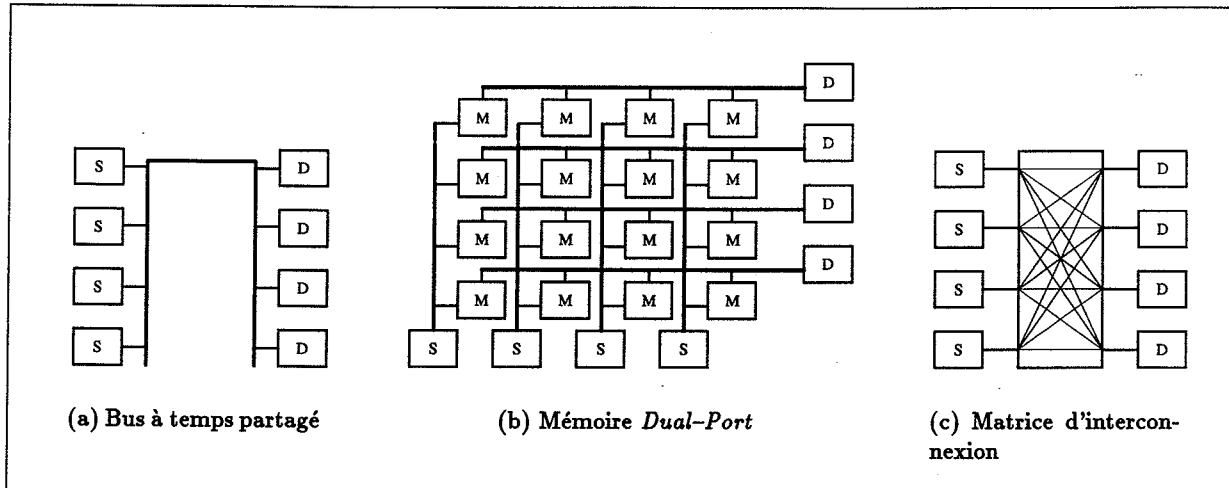 D
M M M M
D
S D
M M M M
S D
S D
M M M M
D
S D
S D
M M M M
D
S D
S D
M M M M
S D
S D
S S S S
(a) Bus à temps partagé
(b) Mémoire Dual–Port
(c) Matrice d'intercon-
nexion